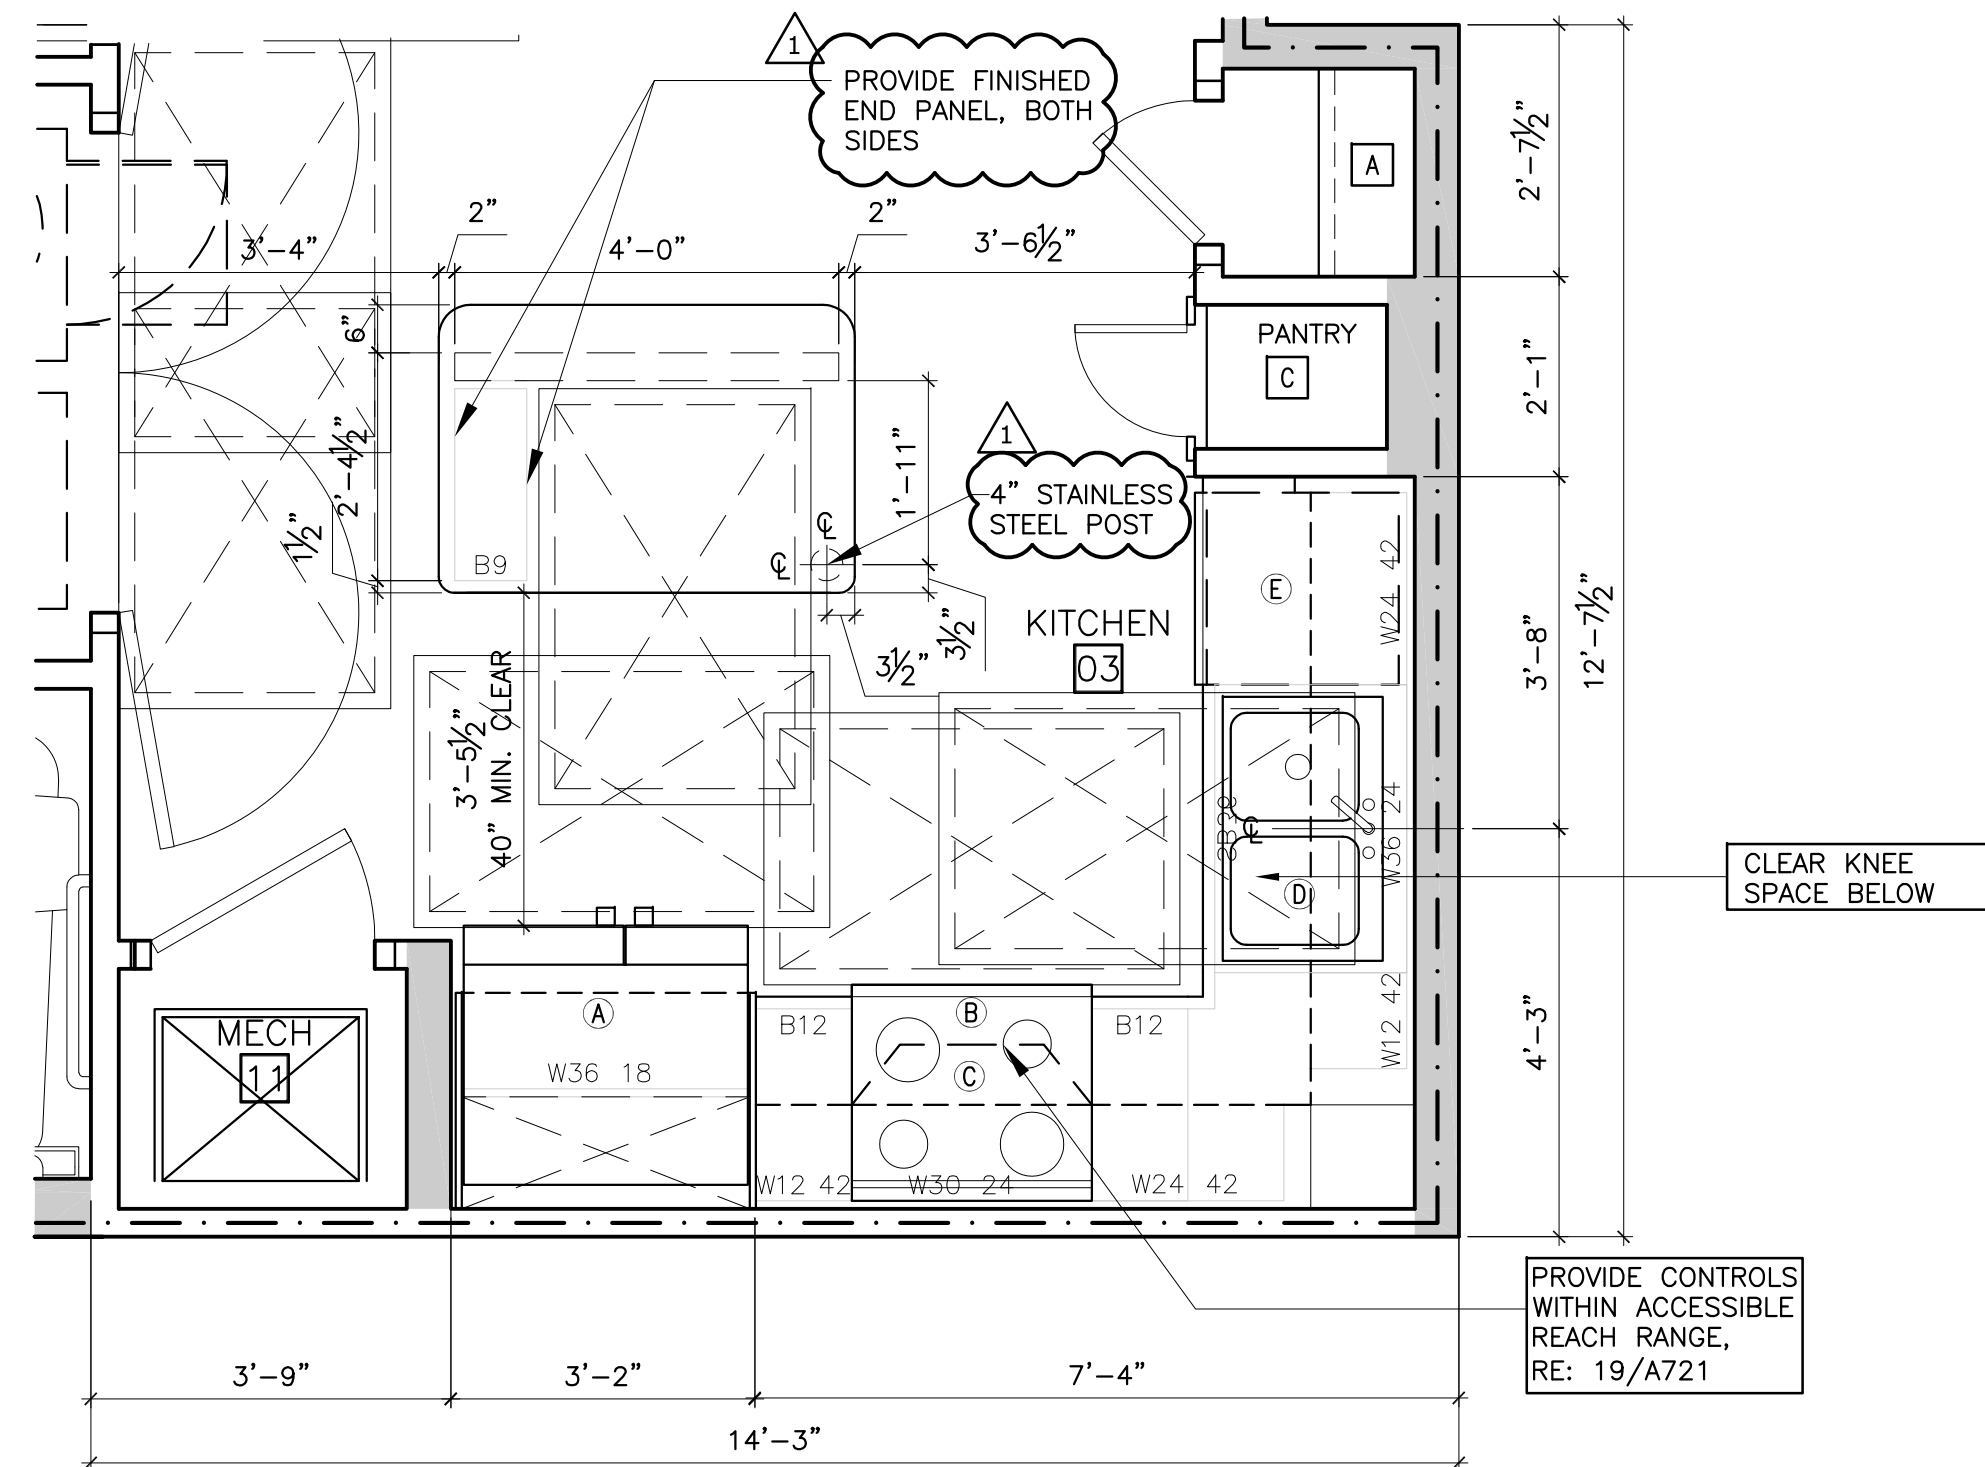 1
PROVIDE FINISHED
END PANEL, BOTH
SIDES
A
2'-7½"
2"
2"
3'-4"
4'-0"
3'-6½"
6"
PANTRY
C
2'-1"
12'-7½"
2'-4½"
1½"
1'-11"
1
4" STAINLESS
STEEL POST
B9
℄
℄
W24 42
E
KITCHEN
03
3'-8"
3½"
3½"
3'-5½"
40" MIN. CLEAR
SB32
℄
W36 24
D
CLEAR KNEE
SPACE BELOW
MECH
11
A
W36 18
B12
B
C
B12
W12 42
4'-3"
W12 42
W30 24
W24 42
PROVIDE CONTROLS
WITHIN ACCESSIBLE
REACH RANGE,
RE: 19/A721
3'-9"
3'-2"
7'-4"
14'-3"